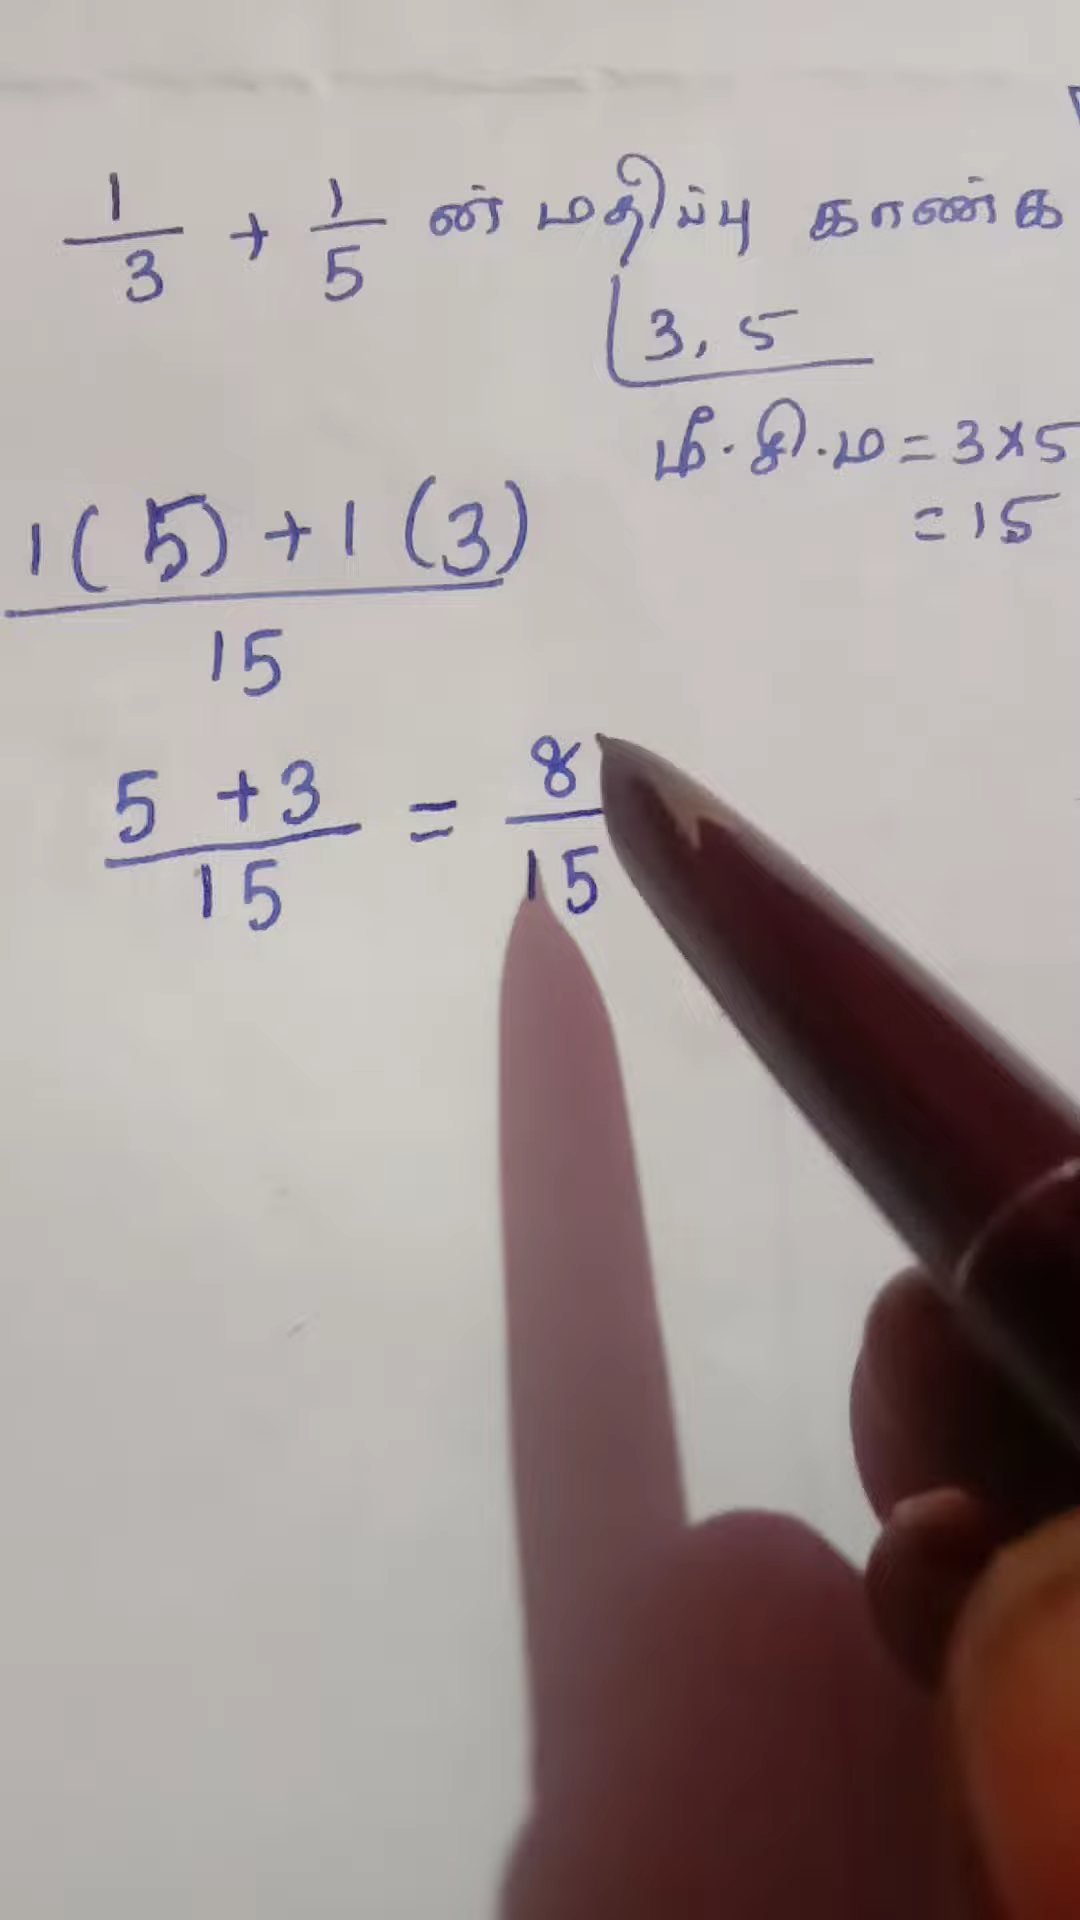 1/3 + 1/5 ன் மதிப்பு காண்க
3, 5
மீ.சி.ம = 3×5
= 15
1(5) + 1(3)
15
5 + 3 = 8
15 15